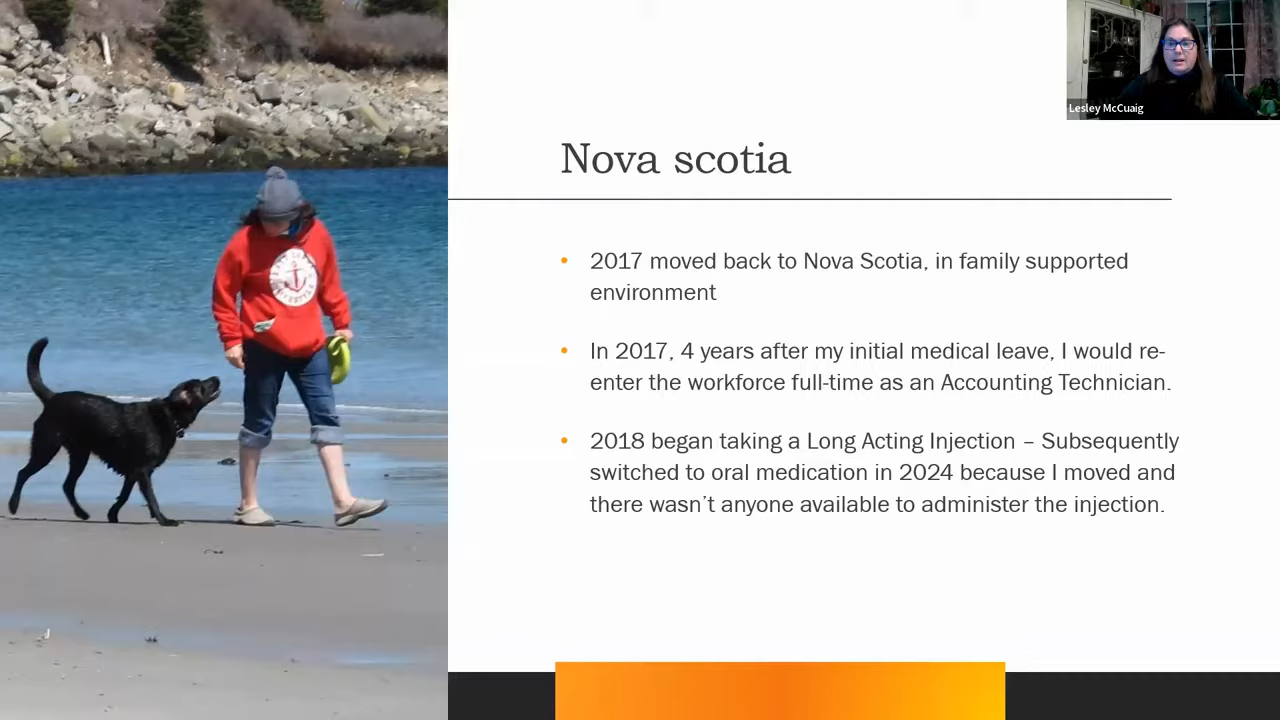 Lesley McCuaig
Nova scotia
• 2017 moved back to Nova Scotia, in family supported
environment
• In 2017, 4 years after my initial medical leave, I would re-
enter the workforce full-time as an Accounting Technician.
• 2018 began taking a Long Acting Injection – Subsequently
switched to oral medication in 2024 because I moved and
there wasn’t anyone available to administer the injection.